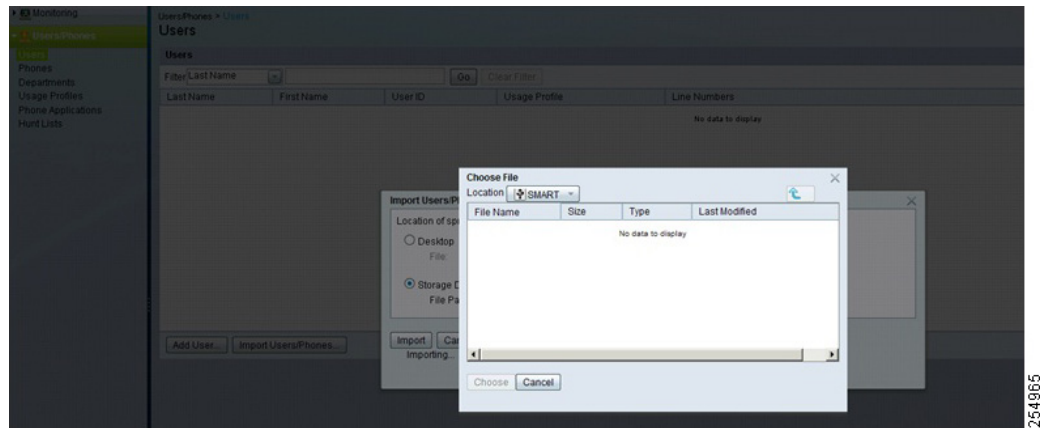 Monitoring
Users/Phones
Users
Phones
Departments
Usage Profiles
Phone Applications
Hunt Lists
Users/Phones > Users
Users
Users
Filter Last Name Go Clear Filter
Last Name First Name User ID Usage Profile Line Numbers
No data to display
Add User... Import Users/Phones...
Import Users/P
Location of sp
Desktop
File:
Storage D
File Pa
Import Ca
Importing...
Choose File
Location SMART
File Name Size Type Last Modified
No data to display
Choose Cancel
254965